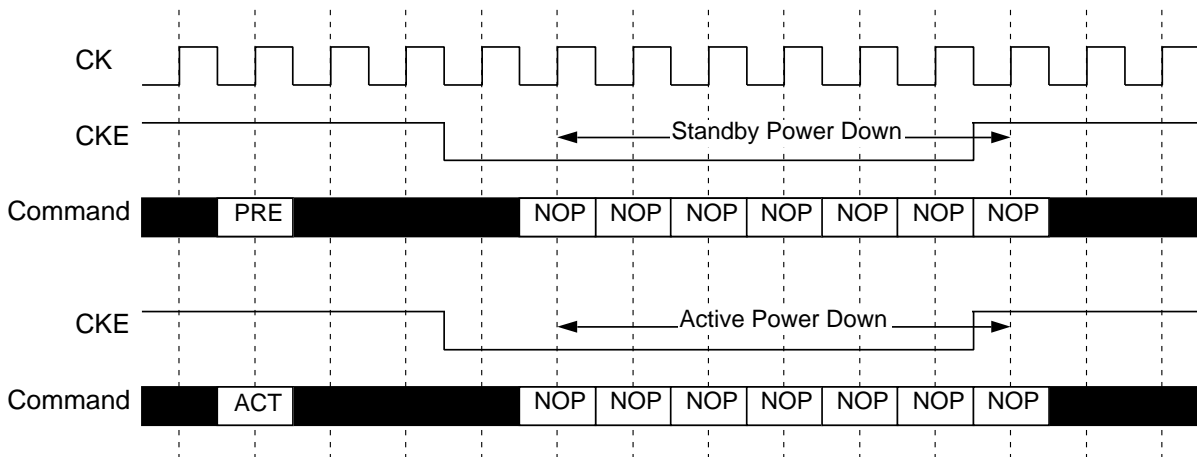 CK
CKE
Standby Power Down
Command
PRE NOP NOP NOP NOP NOP NOP NOP
CKE
Active Power Down
Command
ACT NOP NOP NOP NOP NOP NOP NOP